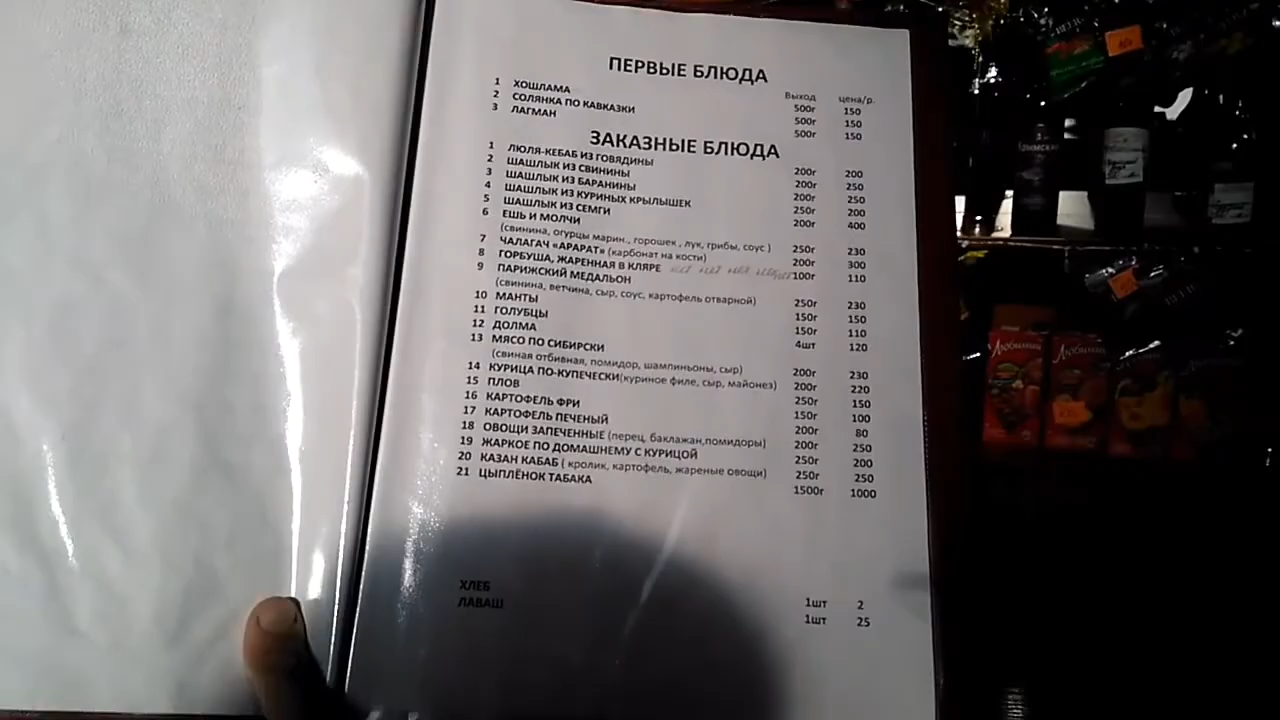 ПЕРВЫЕ БЛЮДА
Выход цена/р.
1 ХОШЛАМА 500г 150
2 СОЛЯНКА ПО КАВКАЗКИ 500г 150
3 ЛАГМАН 500г 150
ЗАКАЗНЫЕ БЛЮДА
1 ЛЮЛЯ-КЕБАБ ИЗ ГОВЯДИНЫ 200г 200
2 ШАШЛЫК ИЗ СВИНИНЫ 200г 250
3 ШАШЛЫК ИЗ БАРАНИНЫ 200г 250
4 ШАШЛЫК ИЗ КУРИНЫХ КРЫЛЫШЕК 250г 200
5 ШАШЛЫК ИЗ СЕМГИ 200г 400
6 ЕШЬ И МОЛЧИ
(свинина, огурцы марин., горошек , лук, грибы, соус ) 250г 230
7 ЧАЛАГАЧ «АРАРАТ» (карбонат на кости) 200г 300
8 ГОРБУША, ЖАРЕННАЯ В КЛЯРЕ 100г 110
9 ПАРИЖСКИЙ МЕДАЛЬОН
(свинина, ветчина, сыр, соус, картофель отварной) 250г 230
10 МАНТЫ 150г 150
11 ГОЛУБЦЫ 150г 110
12 ДОЛМА 4шт 120
13 МЯСО ПО СИБИРСКИ
(свиная отбивная, помидор, шампиньоны, сыр) 200г 230
14 КУРИЦА ПО-КУПЕЧЕСКИ(куриное филе, сыр, майонез) 200г 220
15 ПЛОВ 250г 150
16 КАРТОФЕЛЬ ФРИ 150г 100
17 КАРТОФЕЛЬ ПЕЧЕНЫЙ 200г 80
18 ОВОЩИ ЗАПЕЧЕННЫЕ (перец, баклажан,помидоры) 200г 250
19 ЖАРКОЕ ПО ДОМАШНЕМУ С КУРИЦОЙ 250г 200
20 КАЗАН КАБАБ ( кролик, картофель, жареные овощи) 250г 250
21 ЦЫПЛЁНОК ТАБАКА 1500г 1000
ХЛЕБ 1шт 2
ЛАВАШ 1шт 25
Любимый
Любимый